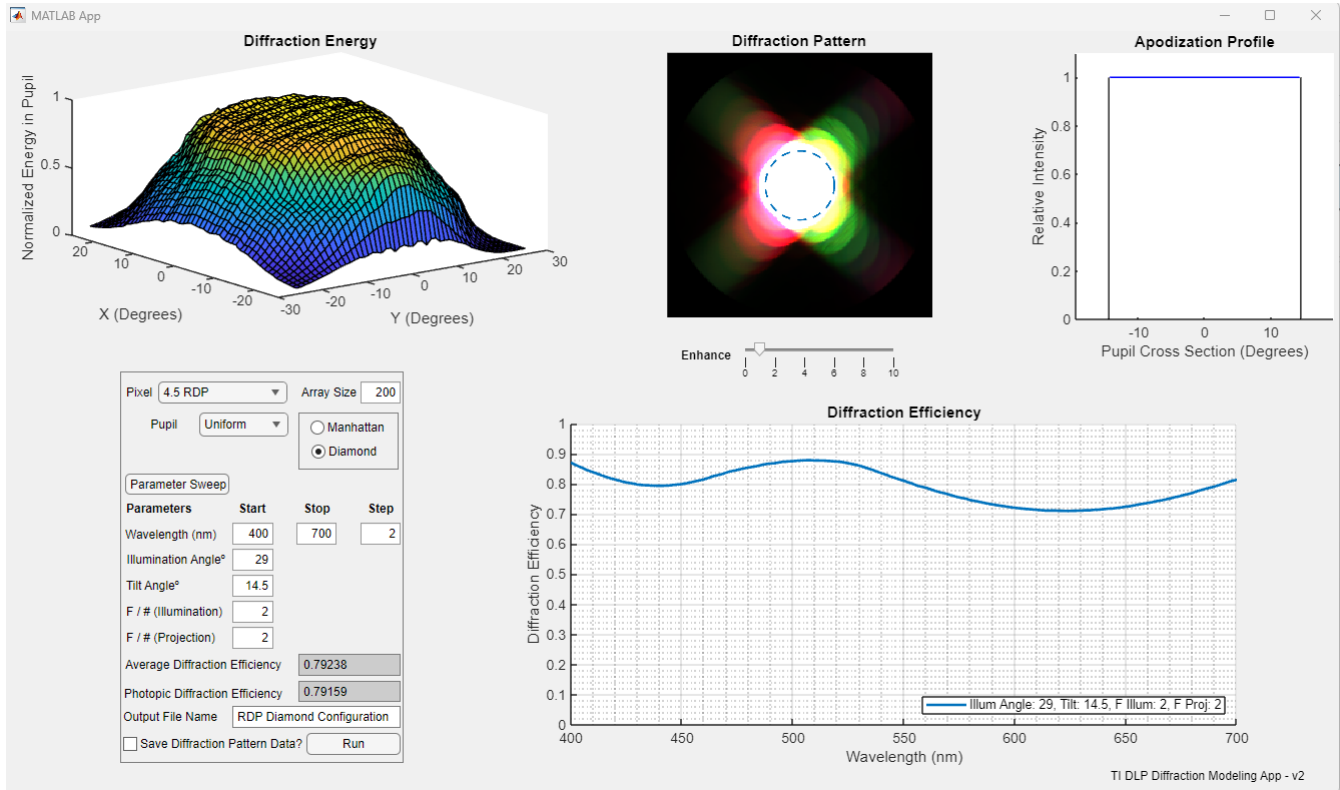 MATLAB App
Diffraction Energy
Normalized Energy in Pupil
1
0.5
0
20
10
0
-10
-20
-30
-20
-10
0
10
20
30
X (Degrees)
Y (Degrees)
Diffraction Pattern
Enhance
0 2 4 6 8 10
Apodization Profile
Relative Intensity
1
0.8
0.6
0.4
0.2
0
-10 0 10
Pupil Cross Section (Degrees)
Pixel 4.5 RDP Array Size 200
Pupil Uniform
Manhattan
Diamond
Parameter Sweep
Parameters Start Stop Step
Wavelength (nm) 400 700 2
Illumination Angleº 29
Tilt Angleº 14.5
F / # (Illumination) 2
F / # (Projection) 2
Average Diffraction Efficiency 0.79238
Photopic Diffraction Efficiency 0.79159
Output File Name RDP Diamond Configuration
Save Diffraction Pattern Data? Run
Diffraction Efficiency
Diffraction Efficiency
1
0.9
0.8
0.7
0.6
0.5
0.4
0.3
0.2
0.1
0
Illum Angle: 29, Tilt: 14.5, F Illum: 2, F Proj: 2
400 450 500 550 600 650 700
Wavelength (nm)
TI DLP Diffraction Modeling App - v2